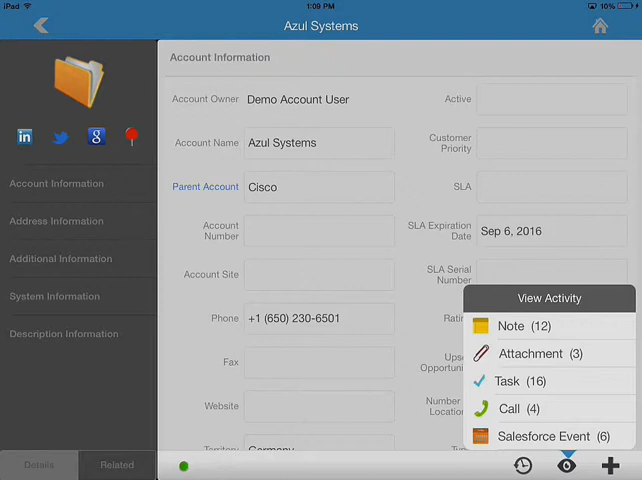 iPad 1:09 PM 10%
Azul Systems
Account Information
Account Owner Demo Account User Active
Account Name Azul Systems Customer Priority
Parent Account Cisco SLA
Account Number SLA Expiration Date Sep 6, 2016
Account Site SLA Serial Number
Phone +1 (650) 230-6501
Fax
Website
in
g
Account Information
Address Information
Additional Information
System Information
Description Information
View Activity
Note (12)
Attachment (3)
Task (16)
Call (4)
Salesforce Event (6)
Details Related